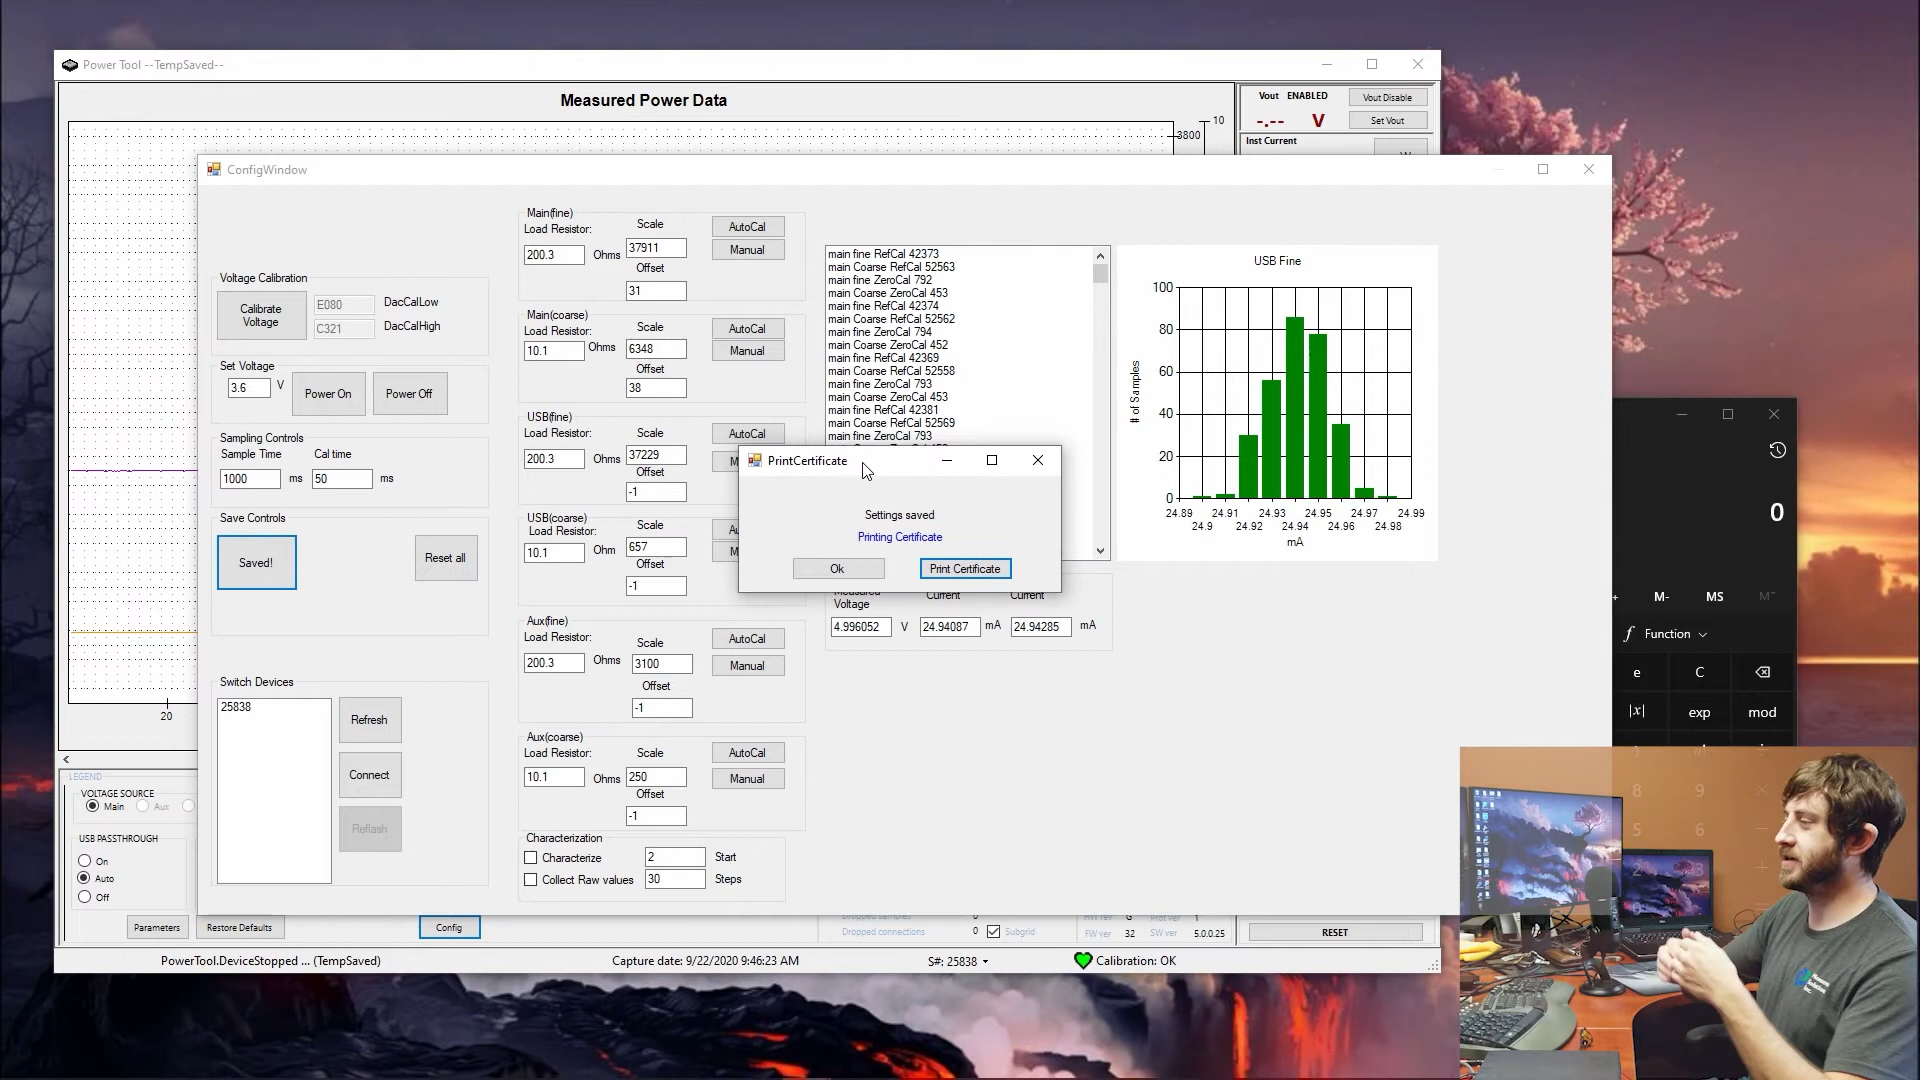 Power Tool --TempSaved--
Measured Power Data
3800
10
Vout ENABLED
Vout Disable
-.-- V
Set Vout
Inst Current
ConfigWindow
Voltage Calibration
Calibrate
Voltage
E080
DacCalLow
C321
DacCalHigh
Set Voltage
3.6
V
Power On
Power Off
Sampling Controls
Sample Time
Cal time
1000
ms
50
ms
Save Controls
Saved!
Reset all
Switch Devices
25838
Refresh
Connect
Reflash
Main(fine)
Load Resistor:
Scale
AutoCal
200.3
Ohms
37911
Manual
Offset
31
Main(coarse)
Load Resistor:
Scale
AutoCal
10.1
Ohms
6348
Manual
Offset
38
USB(fine)
Load Resistor:
Scale
AutoCal
200.3
Ohms
37229
Offset
-1
USB(coarse)
Load Resistor:
Scale
10.1
Ohm
657
Offset
-1
Aux(fine)
Load Resistor:
Scale
AutoCal
200.3
Ohms
3100
Manual
Offset
-1
Aux(coarse)
Load Resistor:
Scale
AutoCal
10.1
Ohms
250
Manual
Offset
-1
Characterization
Characterize
2
Start
Collect Raw values
30
Steps
main fine RefCal 42373
main Coarse RefCal 52563
main fine ZeroCal 792
main Coarse ZeroCal 453
main fine RefCal 42374
main Coarse RefCal 52562
main fine ZeroCal 794
main Coarse ZeroCal 452
main fine RefCal 42369
main Coarse RefCal 52558
main fine ZeroCal 793
main Coarse ZeroCal 453
main fine RefCal 42381
main Coarse RefCal 52569
main fine ZeroCal 793
USB Fine
# of Samples
100
80
60
40
20
0
24.89 24.91 24.93 24.95 24.97 24.99
24.9 24.92 24.94 24.96 24.98
mA
PrintCertificate
Settings saved
Printing Certificate
Ok
Print Certificate
Voltage
Current
Current
4.996052
V
24.94087
mA
24.94285
mA
0
M-
MS
Function
e
C
|x|
exp
mod
20
LEGEND
VOLTAGE SOURCE
Main
Aux
USB PASSTHROUGH
On
Auto
Off
Parameters
Restore Defaults
Config
Dropped samples
0
Dropped connections
0
Subgrid
HW rev G
Prot ver 1
FW ver 32
SW ver 5.0.0.25
RESET
PowerTool.DeviceStopped ... (TempSaved)
Capture date: 9/22/2020 9:46:23 AM
S#: 25838
Calibration: OK